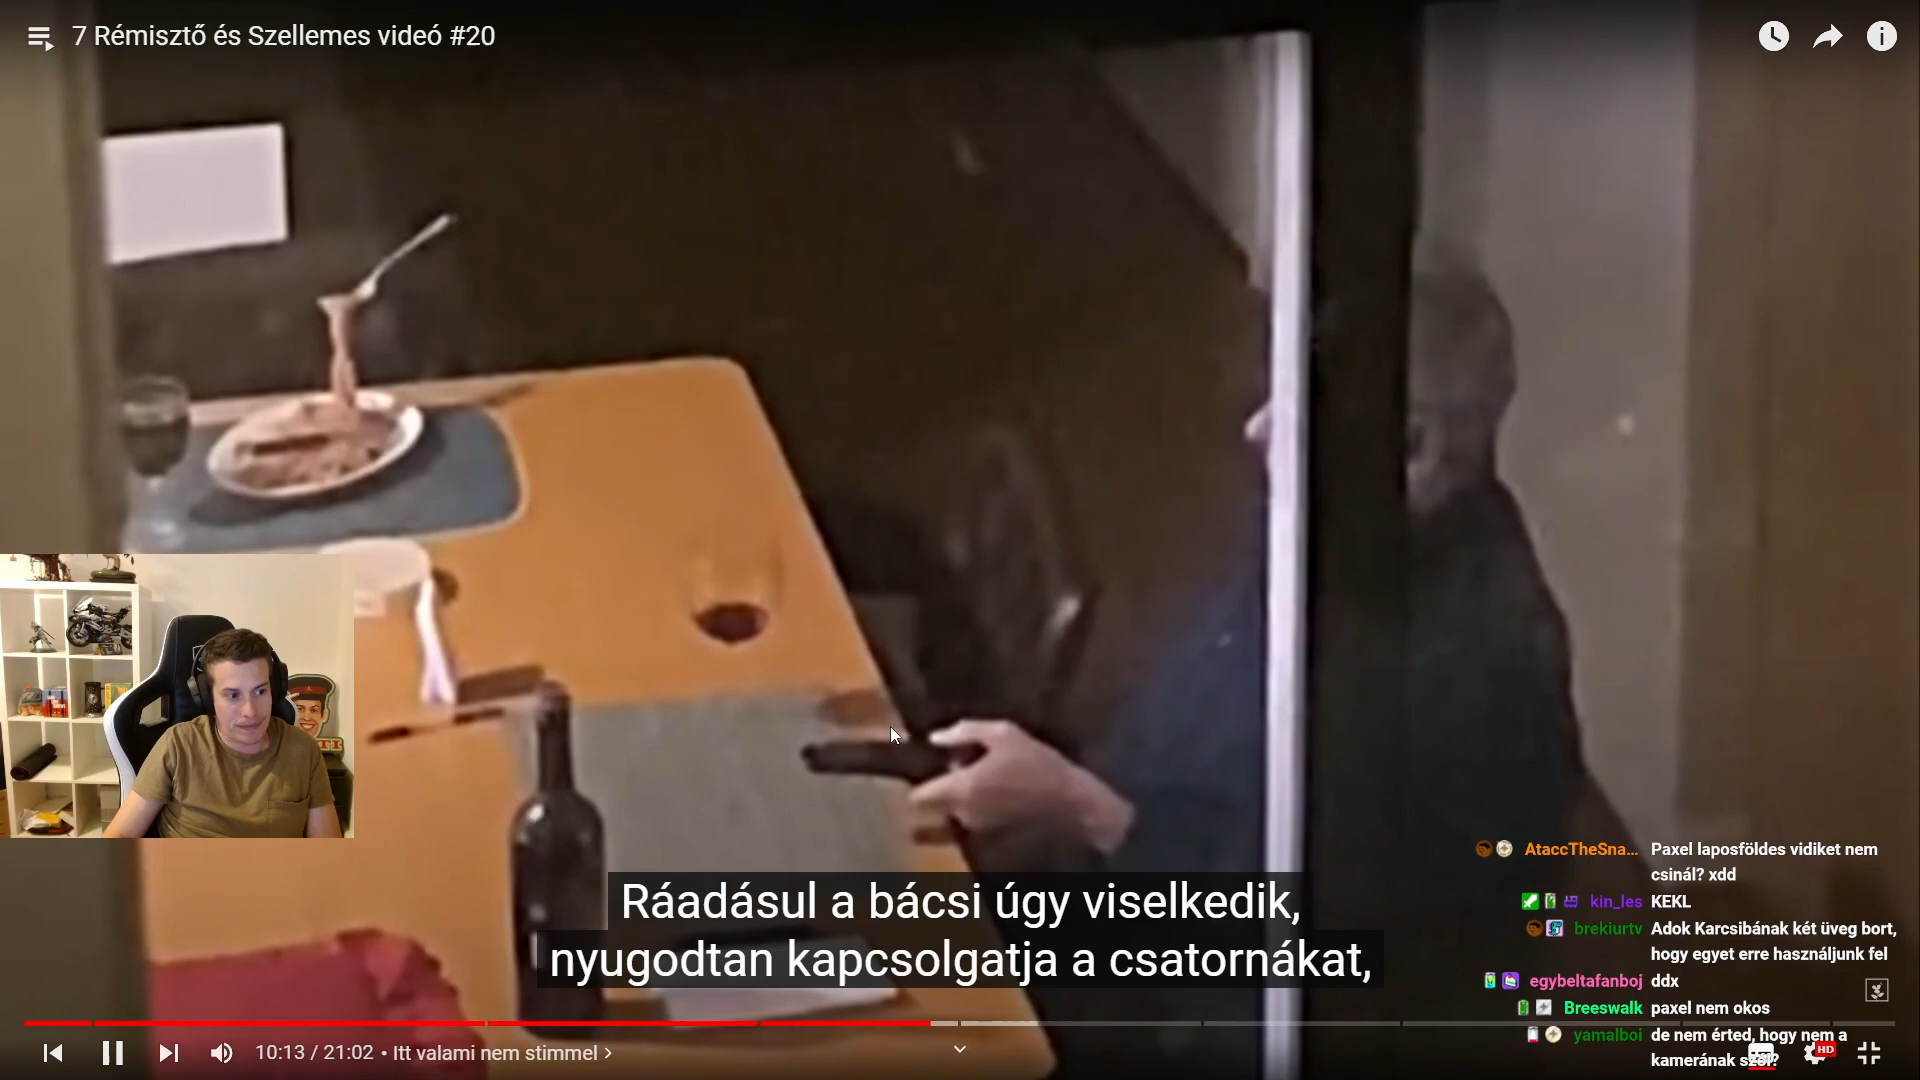 7 Rémisztő és Szellemes videó #20
Ráadásul a bácsi úgy viselkedik,
nyugodtan kapcsolgatja a csatornákat,
AtaccTheSna... Paxel laposföldes vidiket nem
csinál? xdd
kin_les KEKL
brekiurtv Adok Karcsibának két üveg bort,
hogy egyet erre használjunk fel
egybeltafanboj ddx
Breeswalk paxel nem okos
yamalboi de nem érted, hogy nem a
kamerának szól?
10:13 / 21:02 • Itt valami nem stimmel
HD